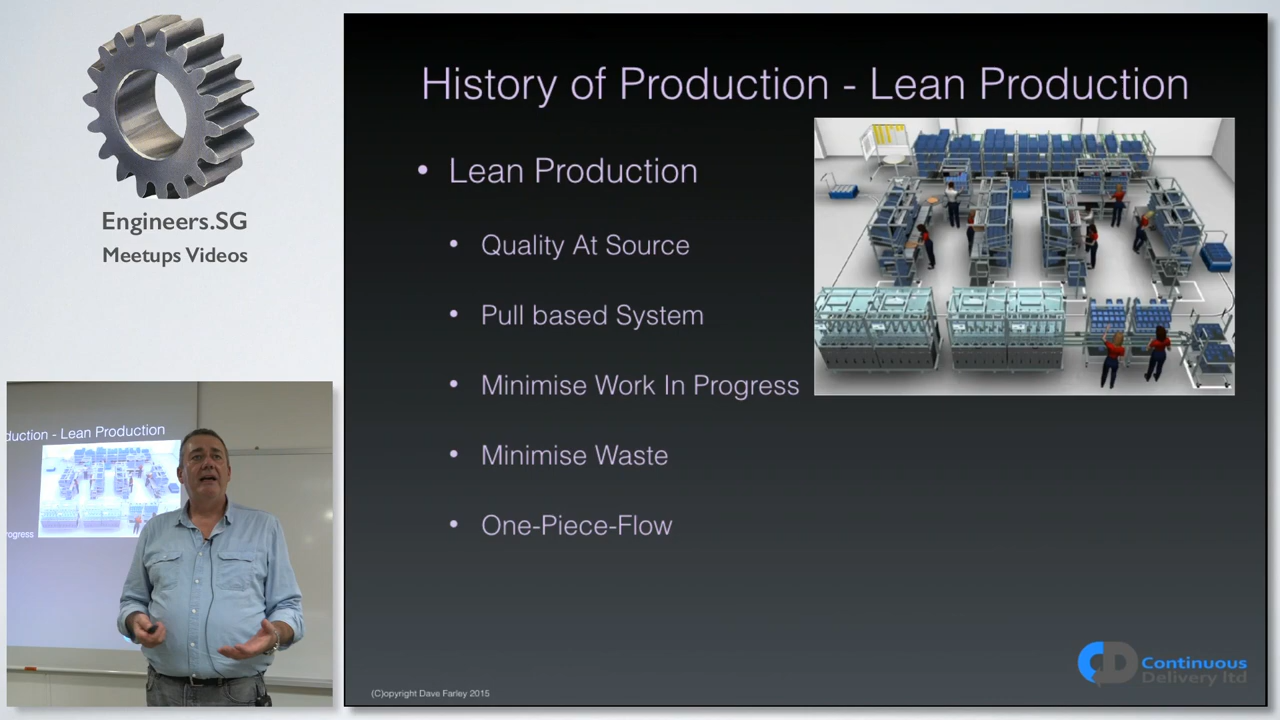 Engineers.SG
Meetups Videos
History of Production - Lean Production
• Lean Production
• Quality At Source
• Pull based System
• Minimise Work In Progress
• Minimise Waste
• One-Piece-Flow
duction - Lean Production
rogress
(C)opyright Dave Farley 2015
CD Continuous
Delivery ltd